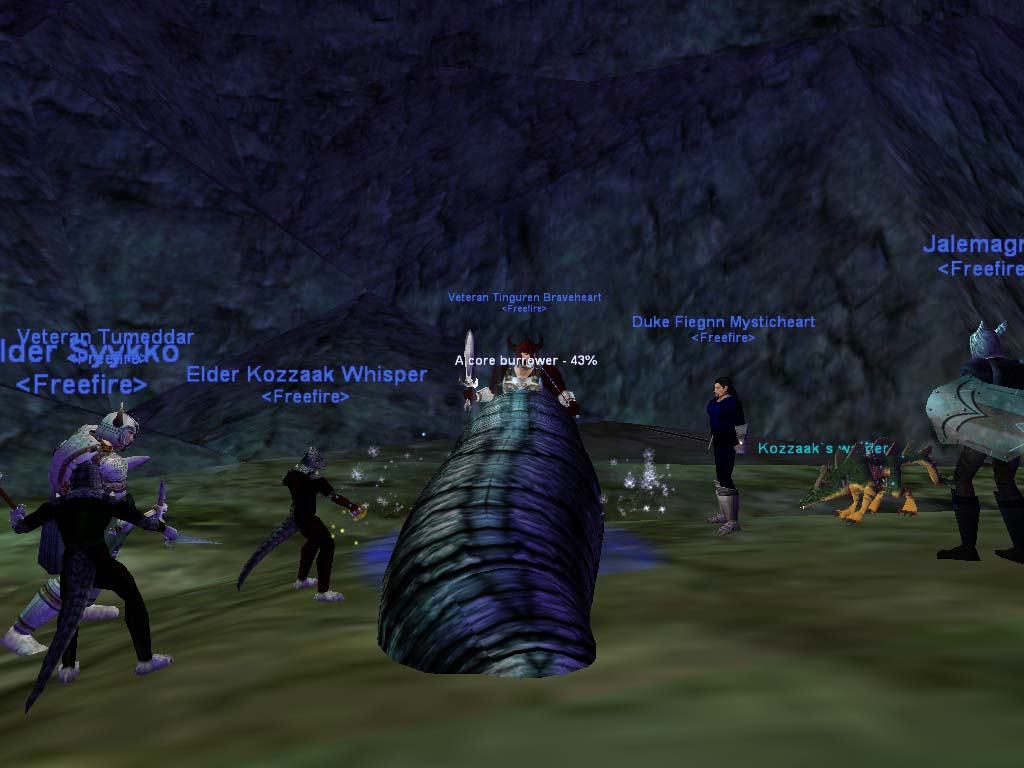 Veteran Tinguren Braveheart
<Freefire>
A core burrower - 43%
Duke Fiegnn Mysticheart
<Freefire>
Jalemagr
<Freefire
Veteran Tumeddar
<Freefire>
lder
<Freefire>
Elder Kozzaak Whisper
<Freefire>
Kozzaak`s